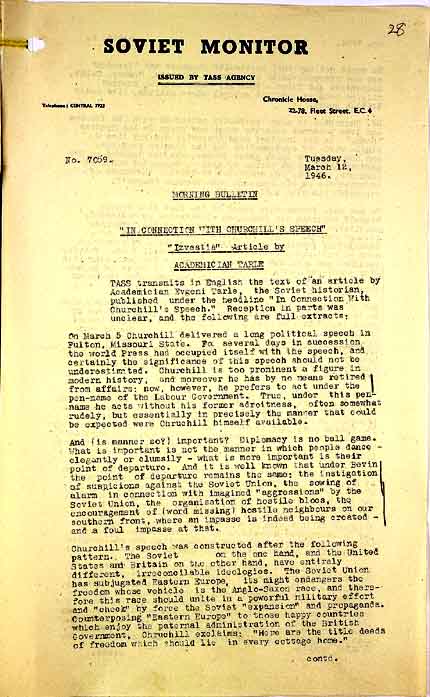 28
SOVIET MONITOR
ISSUED BY TASS AGENCY
Telephone: CENTRAL 7722
Chronicle House,
72-78, Fleet Street, E.C.4
No. 7059.
Tuesday,
March 12,
1946.
MORNING BULLETIN
"IN CONNECTION WITH CHURCHILL'S SPEECH"
"Izvestia" Article by
ACADEMICIAN TARLE
TASS transmits in English the text of an article by
Academician Evgeni Tarle, the Soviet historian,
published under the headline "In Connection With
Churchill's Speech." Reception in parts was
unclear, and the following are full extracts:
On March 5 Churchill delivered a long political speech in
Fulton, Missouri State. For several days in succession
the world Press had occupied itself with the speech, and
certainly the significance of this speech should not be
underestimated. Churchill is too prominent a figure in
modern history, and moreover he has by no means retired
from affairs: now, however, he prefers to act under the
pen-name of the Labour Government. True, under this pen-
name he acts without his former adroitness, often somewhat
rudely, but essentially in precisely the manner that could
be expected were Chruchill himself available.
And (is manner so?) important? Diplomacy is no ball game.
What is important is not the manner in which people dance -
elegantly or clumsily - what is more important is their
point of departure. And it is well known that under Bevin
the point of departure remains the same: the instigation
of suspicions against the Soviet Union, the sowing of
alarm in connection with imagined "aggressions" by the
Soviet Union, the organisation of hostile blocs, the
encouragement of (word missing) hostile neighbours on our
southern front, where an impasse is indeed being created -
and a foul impasse at that.
Churchill's speech was constructed after the following
pattern. The Soviet on the one hand, and the United
States and Britain on the other hand, have entirely
different, irreconcilable ideologies. The Soviet Union
has subjugated Eastern Europe, its might endangers the
freedom whose vehicle is the Anglo-Saxon race, and there-
fore this race should unite in a powerful military effort
and "check" by force the Soviet "expansion" and propaganda.
Counterposing "Eastern Europe" to those happy countries
which enjoy the paternal administration of the British
Government, Chruchill exclaims: "Here are the title deeds
of freedom which should lie in every cottage home."
contd.